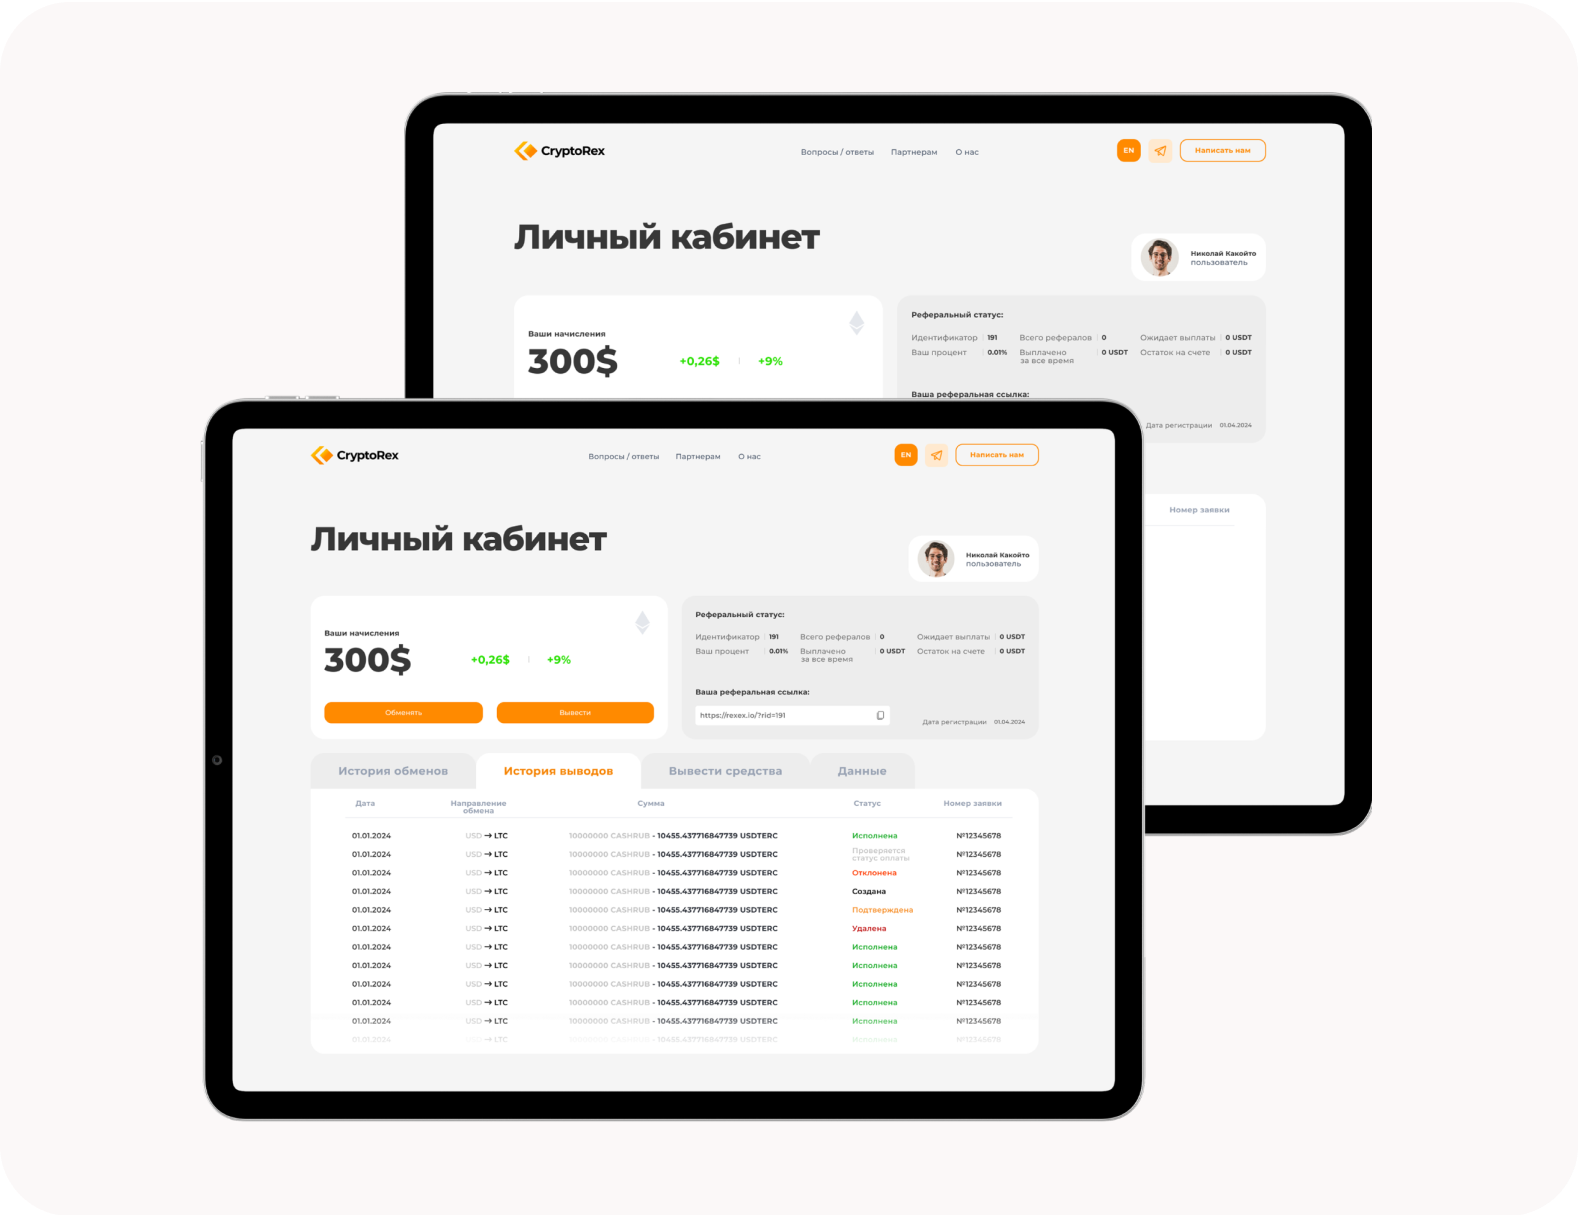 CryptoRex
Вопросы / ответы Партнерам О нас
EN
Написать нам
Личный кабинет
Николай Какойто
пользователь
Ваши начисления
300$ +0,26$ +9%
Реферальный статус:
Идентификатор 191 Всего рефералов 0 Ожидает выплаты 0 USDT
Ваш процент 0.01% Выплачено за все время 0 USDT Остаток на счете 0 USDT
Ваша реферальная ссылка:
Дата регистрации 01.04.2024
Номер заявки
CryptoRex
Вопросы / ответы Партнерам О нас
EN
Написать нам
Личный кабинет
Николай Какойто
пользователь
Ваши начисления
300$ +0,26$ +9%
Обменять Вывести
Реферальный статус:
Идентификатор 191 Всего рефералов 0 Ожидает выплаты 0 USDT
Ваш процент 0.01% Выплачено за все время 0 USDT Остаток на счете 0 USDT
Ваша реферальная ссылка:
https://rexex.io/?rid=191
Дата регистрации 01.04.2024
История обменов История выводов Вывести средства Данные
Дата Направление обмена Сумма Статус Номер заявки
01.01.2024 USD → LTC 10000000 CASHRUB - 10455.437716847739 USDTERC Исполнена №12345678
01.01.2024 USD → LTC 10000000 CASHRUB - 10455.437716847739 USDTERC Проверяется статус оплаты №12345678
01.01.2024 USD → LTC 10000000 CASHRUB - 10455.437716847739 USDTERC Отклонена №12345678
01.01.2024 USD → LTC 10000000 CASHRUB - 10455.437716847739 USDTERC Создана №12345678
01.01.2024 USD → LTC 10000000 CASHRUB - 10455.437716847739 USDTERC Подтверждена №12345678
01.01.2024 USD → LTC 10000000 CASHRUB - 10455.437716847739 USDTERC Удалена №12345678
01.01.2024 USD → LTC 10000000 CASHRUB - 10455.437716847739 USDTERC Исполнена №12345678
01.01.2024 USD → LTC 10000000 CASHRUB - 10455.437716847739 USDTERC Исполнена №12345678
01.01.2024 USD → LTC 10000000 CASHRUB - 10455.437716847739 USDTERC Исполнена №12345678
01.01.2024 USD → LTC 10000000 CASHRUB - 10455.437716847739 USDTERC Исполнена №12345678
01.01.2024 USD → LTC 10000000 CASHRUB - 10455.437716847739 USDTERC Исполнена №12345678
01.01.2024 USD → LTC 10000000 CASHRUB - 10455.437716847739 USDTERC Исполнена №12345678